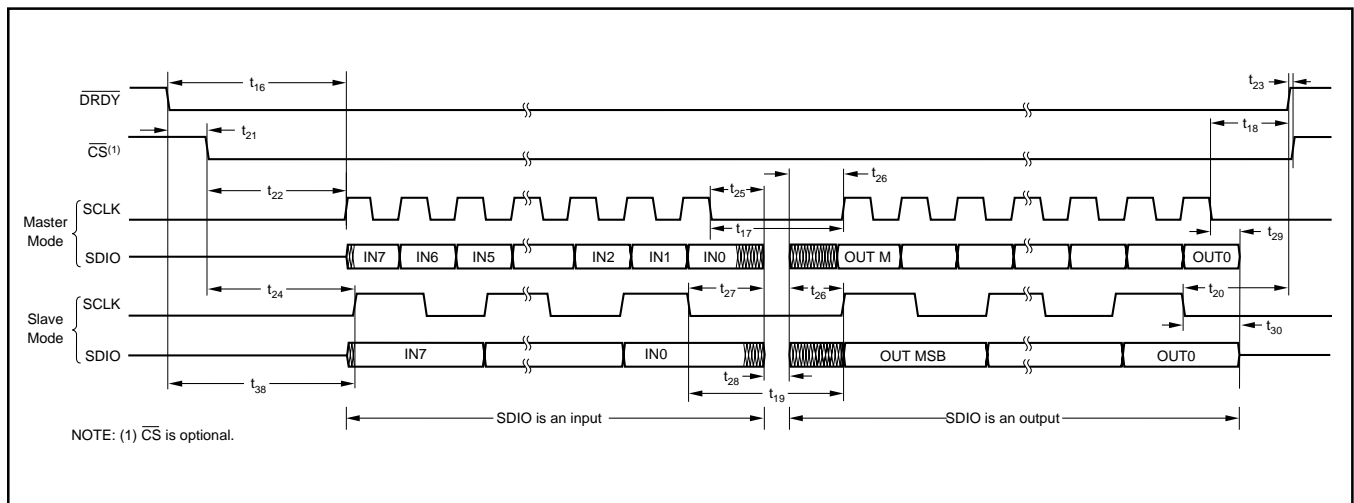 t16
t23
DRDY
t21
t18
CS(1)
t22
t25
t26
Master
Mode
SCLK
t17
t29
SDIO
IN7 IN6 IN5 IN2 IN1 IN0 OUT M OUT0
t24
t27
t26
t20
Slave
Mode
SCLK
t30
SDIO
IN7 IN0 OUT MSB OUT0
t28
t38
t19
SDIO is an input
SDIO is an output
NOTE: (1) CS is optional.